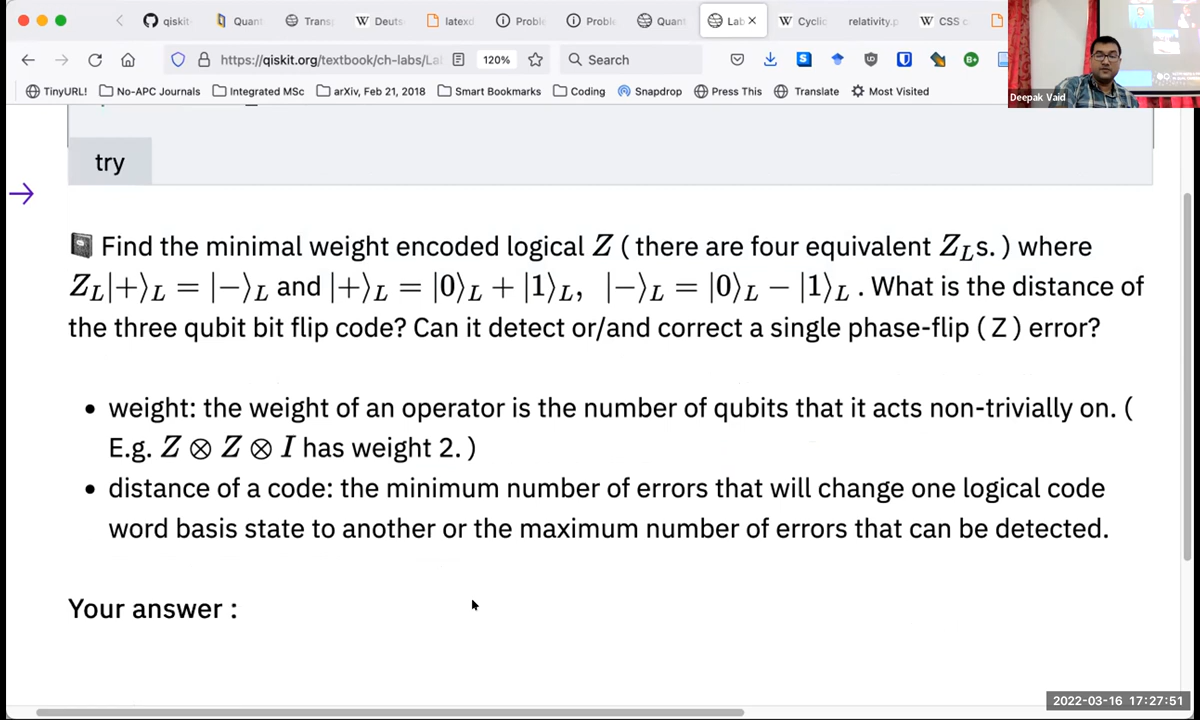 qiskit
Quant
Trans
Deuts
latexd
Proble
Proble
Quant
Lab
Cyclic
relativity.p
CSS c
https://qiskit.org/textbook/ch-labs/La
120%
Search
TinyURL!
No-APC Journals
Integrated MSc
arXiv, Feb 21, 2018
Smart Bookmarks
Coding
Snapdrop
Press This
Translate
Most Visited
Deepak Vaid
try
Find the minimal weight encoded logical Z ( there are four equivalent Z_Ls. ) where
Z_L|+⟩_L = |−⟩_L and |+⟩_L = |0⟩_L + |1⟩_L, |−⟩_L = |0⟩_L − |1⟩_L . What is the distance of
the three qubit bit flip code? Can it detect or/and correct a single phase-flip ( Z ) error?
• weight: the weight of an operator is the number of qubits that it acts non-trivially on. (
E.g. Z ⊗ Z ⊗ I has weight 2. )
• distance of a code: the minimum number of errors that will change one logical code
word basis state to another or the maximum number of errors that can be detected.
Your answer :
2022-03-16 17:27:51